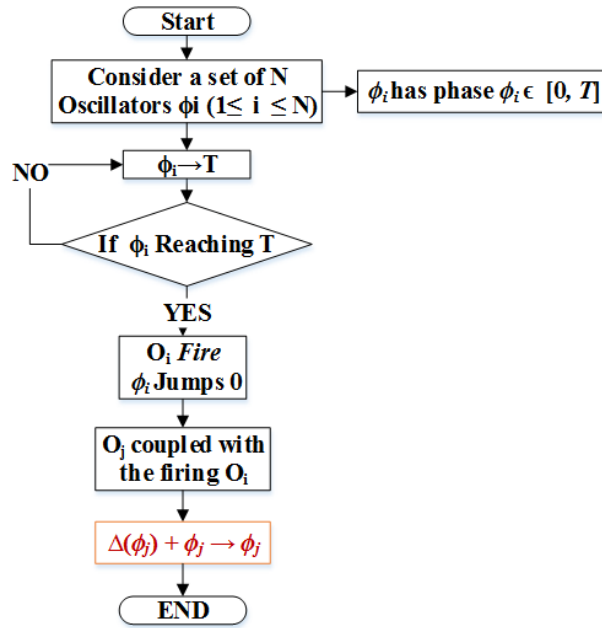 Start
Consider a set of N
Oscillators ϕi (1≤ i ≤ N)
ϕi has phase ϕi ϵ [0, T]
NO
ϕi→T
If ϕi Reaching T
YES
Oi Fire
ϕi Jumps 0
Oj coupled with
the firing Oi
Δ(ϕj) + ϕj → ϕj
END